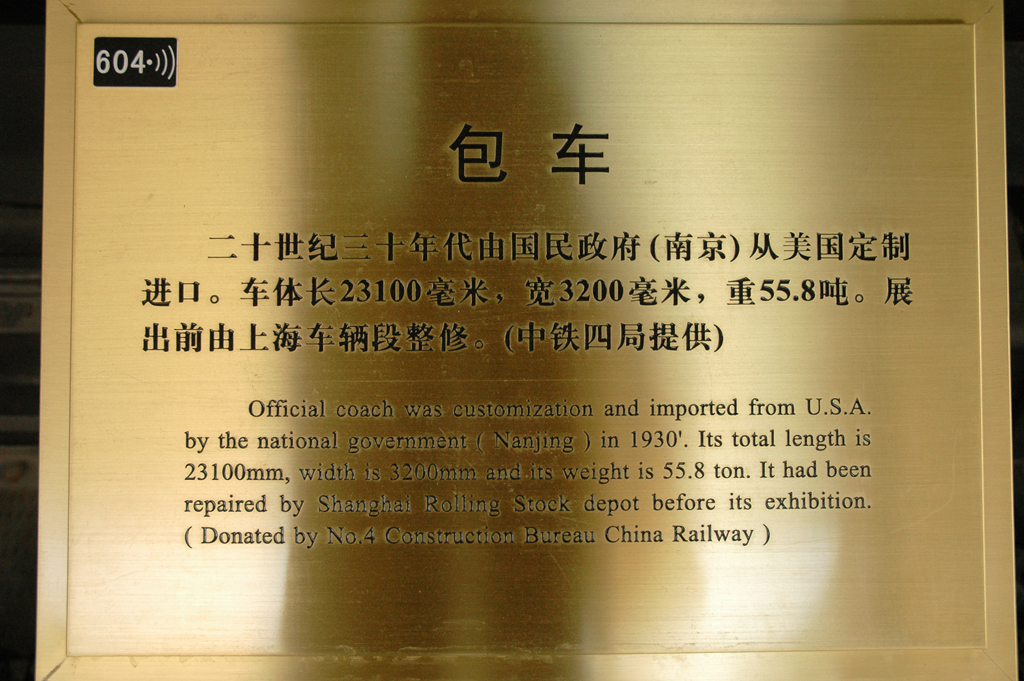 604
包 车
二十世纪三十年代由国民政府(南京)从美国定制
进口。车体长23100毫米，宽3200毫米，重55.8吨。展
出前由上海车辆段整修。(中铁四局提供)
Official coach was customization and imported from U.S.A.
by the national government ( Nanjing ) in 1930'. Its total length is
23100mm, width is 3200mm and its weight is 55.8 ton. It had been
repaired by Shanghai Rolling Stock depot before its exhibition.
( Donated by No.4 Construction Bureau China Railway )